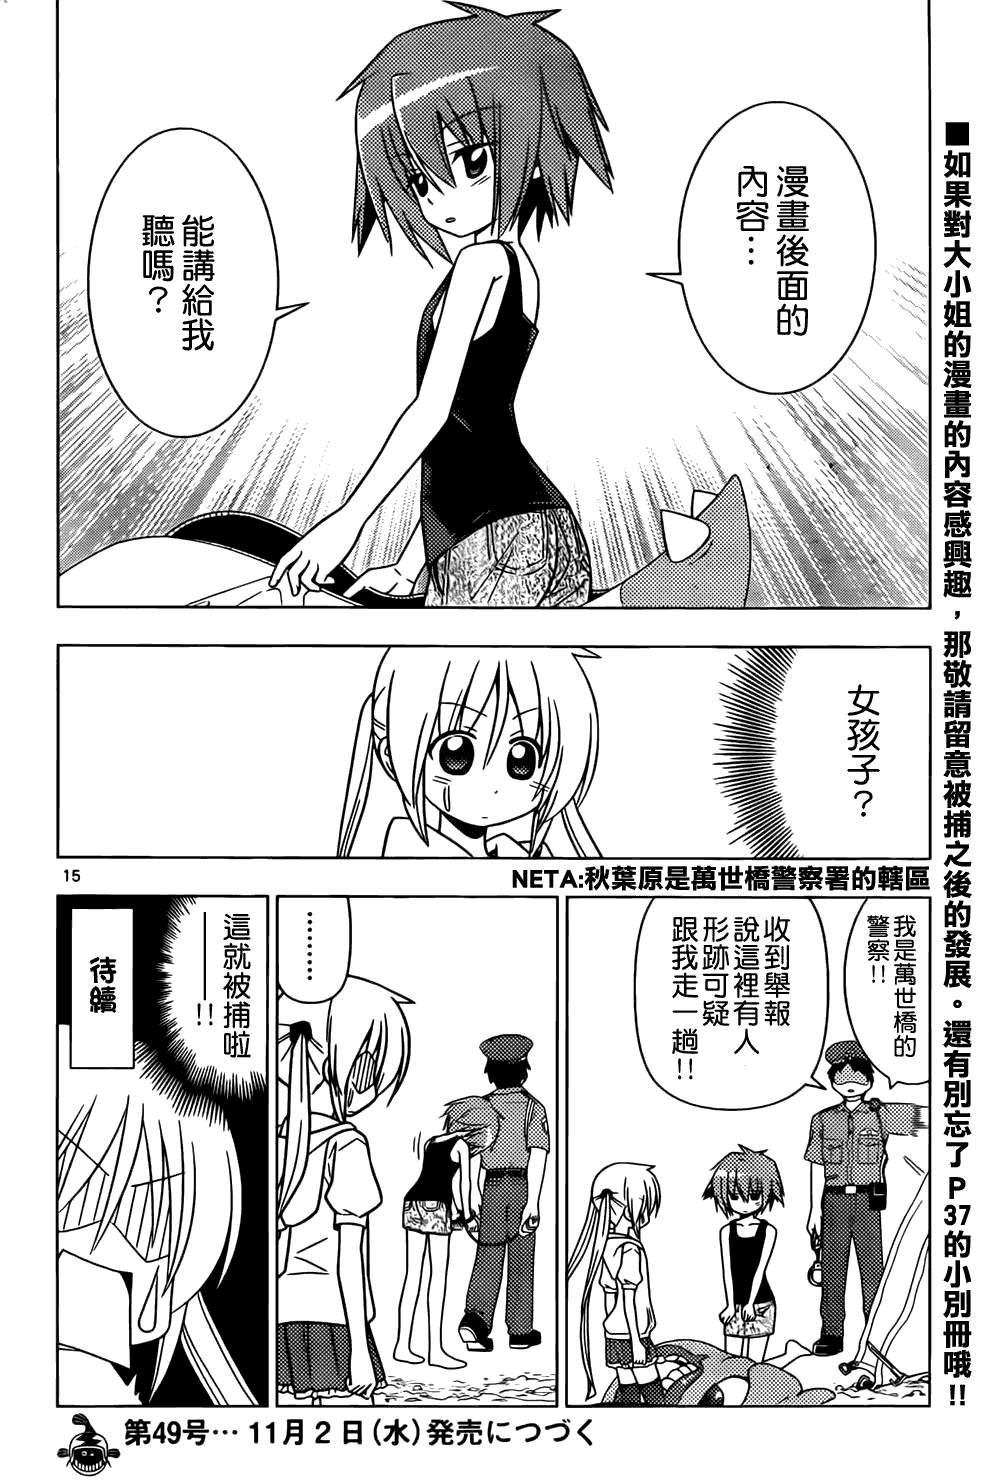 漫畫後面的
內容…
能講給我
聽嗎？
女孩子？
15
NETA:秋葉原是萬世橋警察署的轄區
我是萬世橋的
警察!!
收到舉報
說這裡有人
形跡可疑
跟我走一趟!!
………
這就被捕啦
——!!
待續
■如果對大小姐的漫畫的內容感興趣，那敬請留意被捕之後的發展。還有別忘了P37的小別冊哦!!
第49号… 11月2日(水)発売につづく